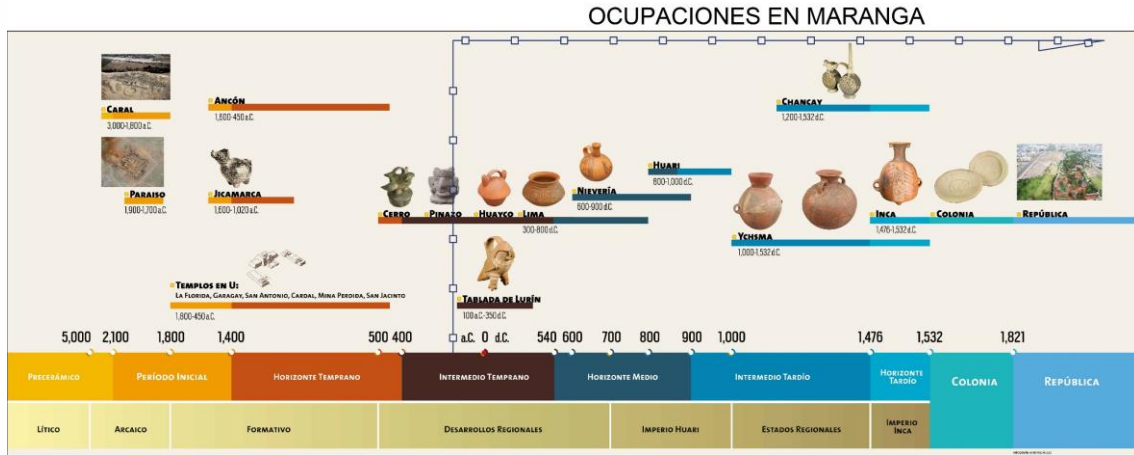 OCUPACIONES EN MARANGA
CARAL
3,000-1,800 a.C.
ANCÓN
1,600-450 a.C.
CHANCAY
1,200-1,532 d.C.
PARAISO
1,900-1,700 a.C.
JICAMARCA
1,600-1,020 a.C.
CERRO
PINAZO
HUAYCO
LIMA
300-800 d.C.
NIEVERÍA
600-900 d.C.
HUARI
800-1,000 d.C.
YCHSMA
1,000-1,532 d.C.
INCA
1,476-1,532 d.C.
COLONIA
REPÚBLICA
TEMPLOS EN U:
LA FLORIDA, GARAGAY, SAN ANTONIO, CARDAL, MINA PERDIDA, SAN JACINTO
1,800-450 a.C.
TABLADA DE LURÍN
100 a.C.-350 d.C.
5,000 2,100 1,800 1,400 500 400 a.C. 0 d.C. 540 600 700 800 900 1,000 1,476 1,532 1,821
PRECERÁMICO PERÍODO INICIAL HORIZONTE TEMPRANO INTERMEDIO TEMPRANO HORIZONTE MEDIO INTERMEDIO TARDÍO HORIZONTE TARDÍO COLONIA REPÚBLICA
LÍTICO ARCAICO FORMATIVO DESARROLLOS REGIONALES IMPERIO HUARI ESTADOS REGIONALES IMPERIO INCA